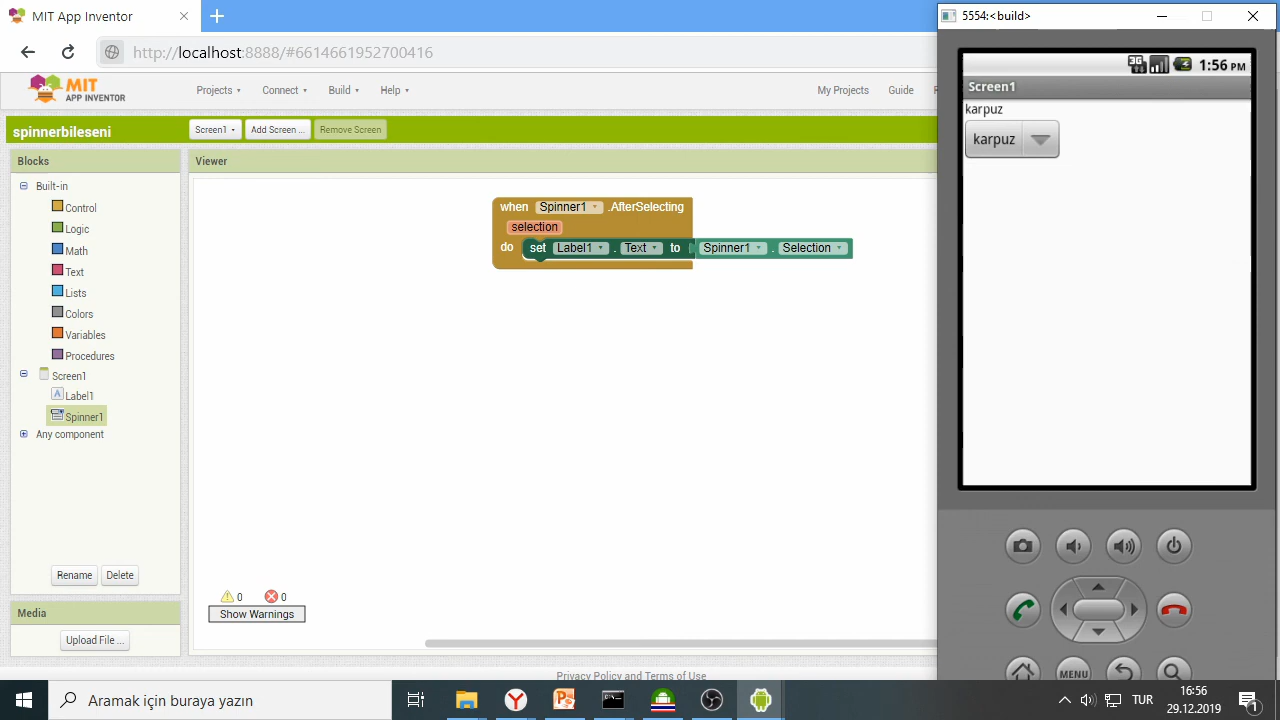 MIT App Inventor
http://localhost:8888/#6614661952700416
MIT
APP INVENTOR
Projects
Connect
Build
Help
My Projects
Guide
spinnerbileseni
Screen1
Add Screen ...
Remove Screen
Blocks
Viewer
Built-in
Control
Logic
Math
Text
Lists
Colors
Variables
Procedures
Screen1
Label1
Spinner1
Any component
Rename
Delete
Media
Upload File ...
when Spinner1 .AfterSelecting
selection
do set Label1 . Text to Spinner1 . Selection
0 0
Show Warnings
Privacy Policy and Terms of Use
5554:<build>
3G 1:56 PM
Screen1
karpuz
karpuz
MENU
Aramak için buraya yazın
TUR
16:56
29.12.2019
1